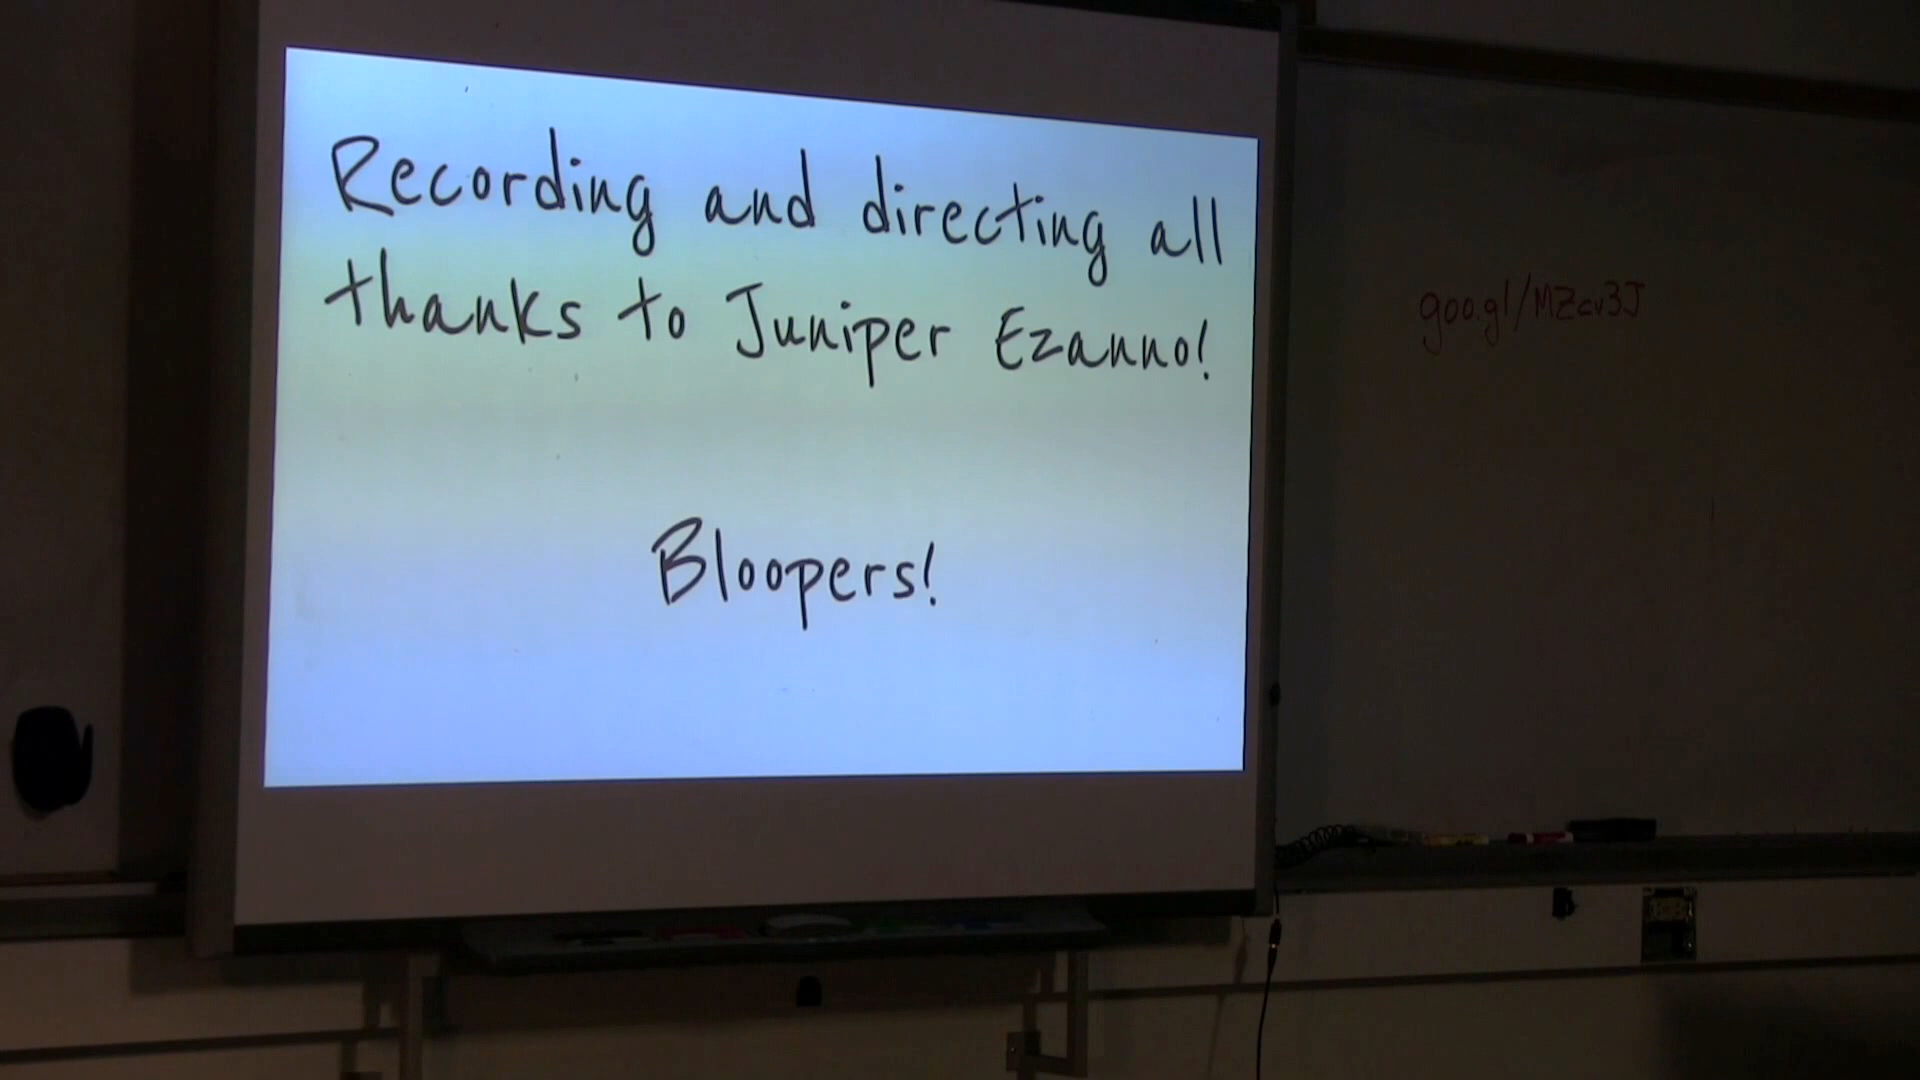 Recording and directing all
thanks to Juniper Ezanno!
Bloopers!
goo.gl/MZcv3J